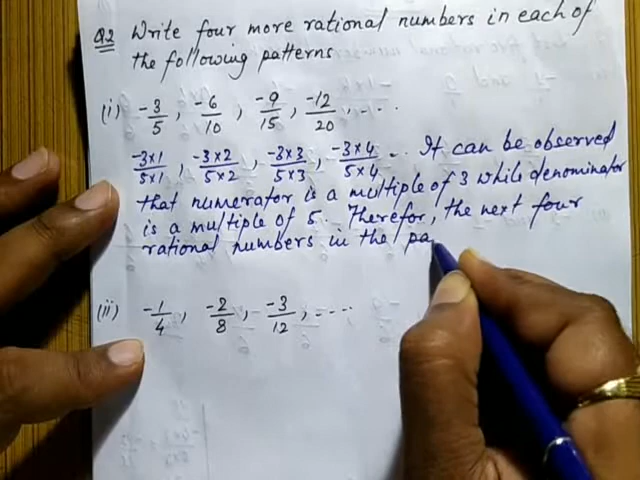 Q2 Write four more rational numbers in each of
the following patterns
(i) -3/5, -6/10, -9/15, -12/20, ....
-3×1/5×1, -3×2/5×2, -3×3/5×3, -3×4/5×4 .. It can be observed
that numerator is a multiple of 3 while denominator
is a multiple of 5. Therefor, the next four
rational numbers in the pa
(ii) -1/4, -2/8, -3/12, ....